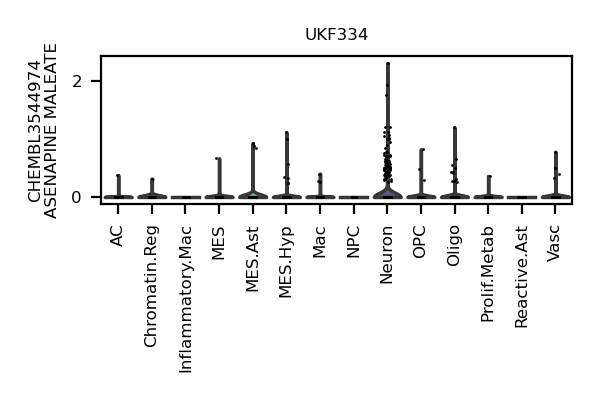 UKF334
CHEMBL3544974
ASENAPINE MALEATE
2
0
AC
Chromatin.Reg
Inflammatory.Mac
MES
MES.Ast
MES.Hyp
Mac
NPC
Neuron
OPC
Oligo
Prolif.Metab
Reactive.Ast
Vasc